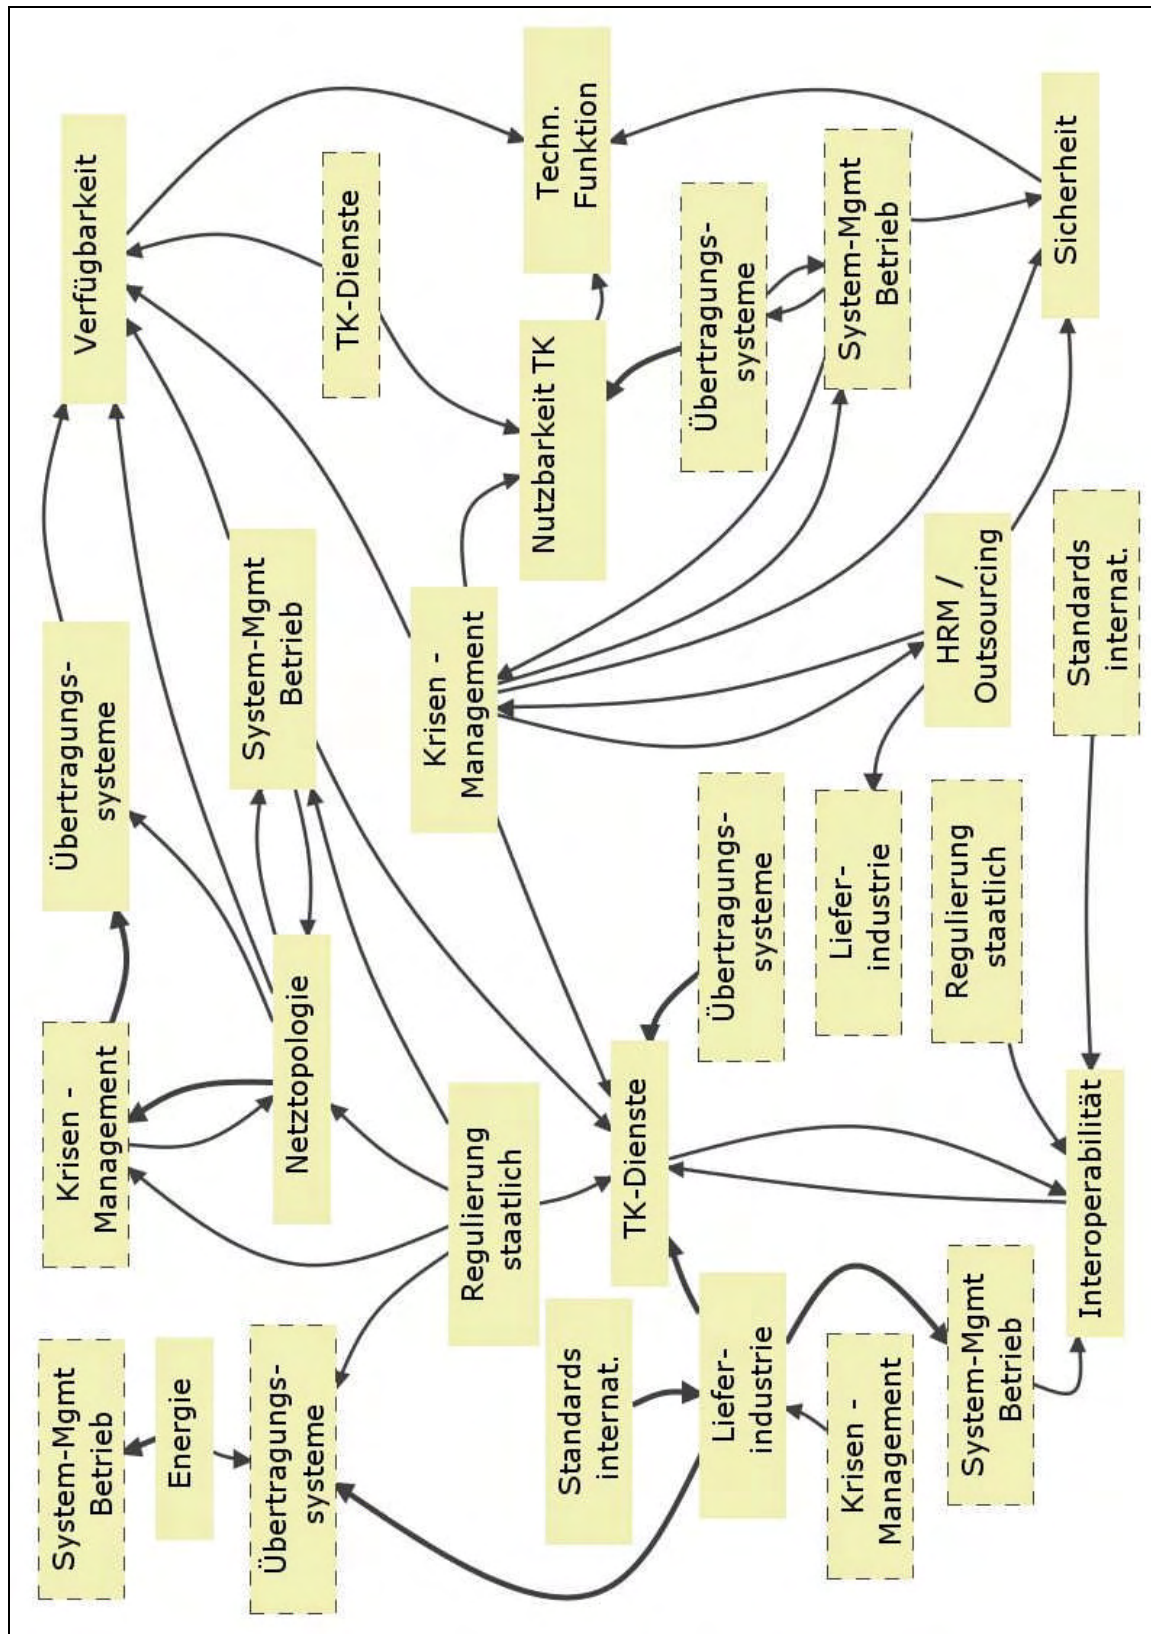 System-Mgmt
Betrieb
Krisen -
Management
Übertragungs-
systeme
Verfügbarkeit
Energie
Übertragungs-
systeme
Netztopologie
System-Mgmt
Betrieb
TK-Dienste
Regulierung
staatlich
Krisen -
Management
Standards
internat.
Nutzbarkeit TK
Techn.
Funktion
TK-Dienste
Liefer-
industrie
Übertragungs-
systeme
Übertragungs-
systeme
Krisen -
Management
Liefer-
industrie
System-Mgmt
Betrieb
System-Mgmt
Betrieb
Regulierung
staatlich
HRM /
Outsourcing
Interoperabilität
Standards
internat.
Sicherheit